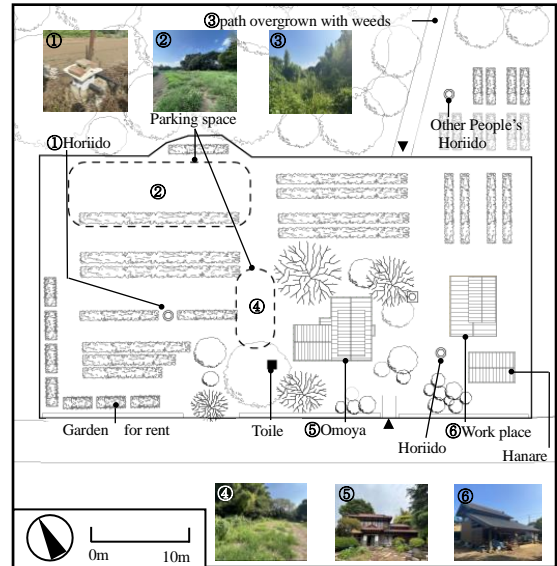 ③path overgrown with weeds
①
②
③
Parking space
①Horiido
Other People's
Horiido
②
④
Garden for rent
Toile
⑤Omoya
Horiido
⑥Work place
Hanare
④
⑤
⑥
0m
10m